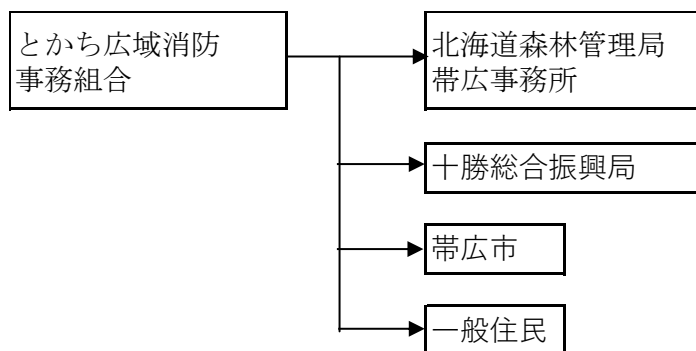 とかち広域消防
事務組合
北海道森林管理局
帯広事務所
十勝総合振興局
帯広市
一般住民